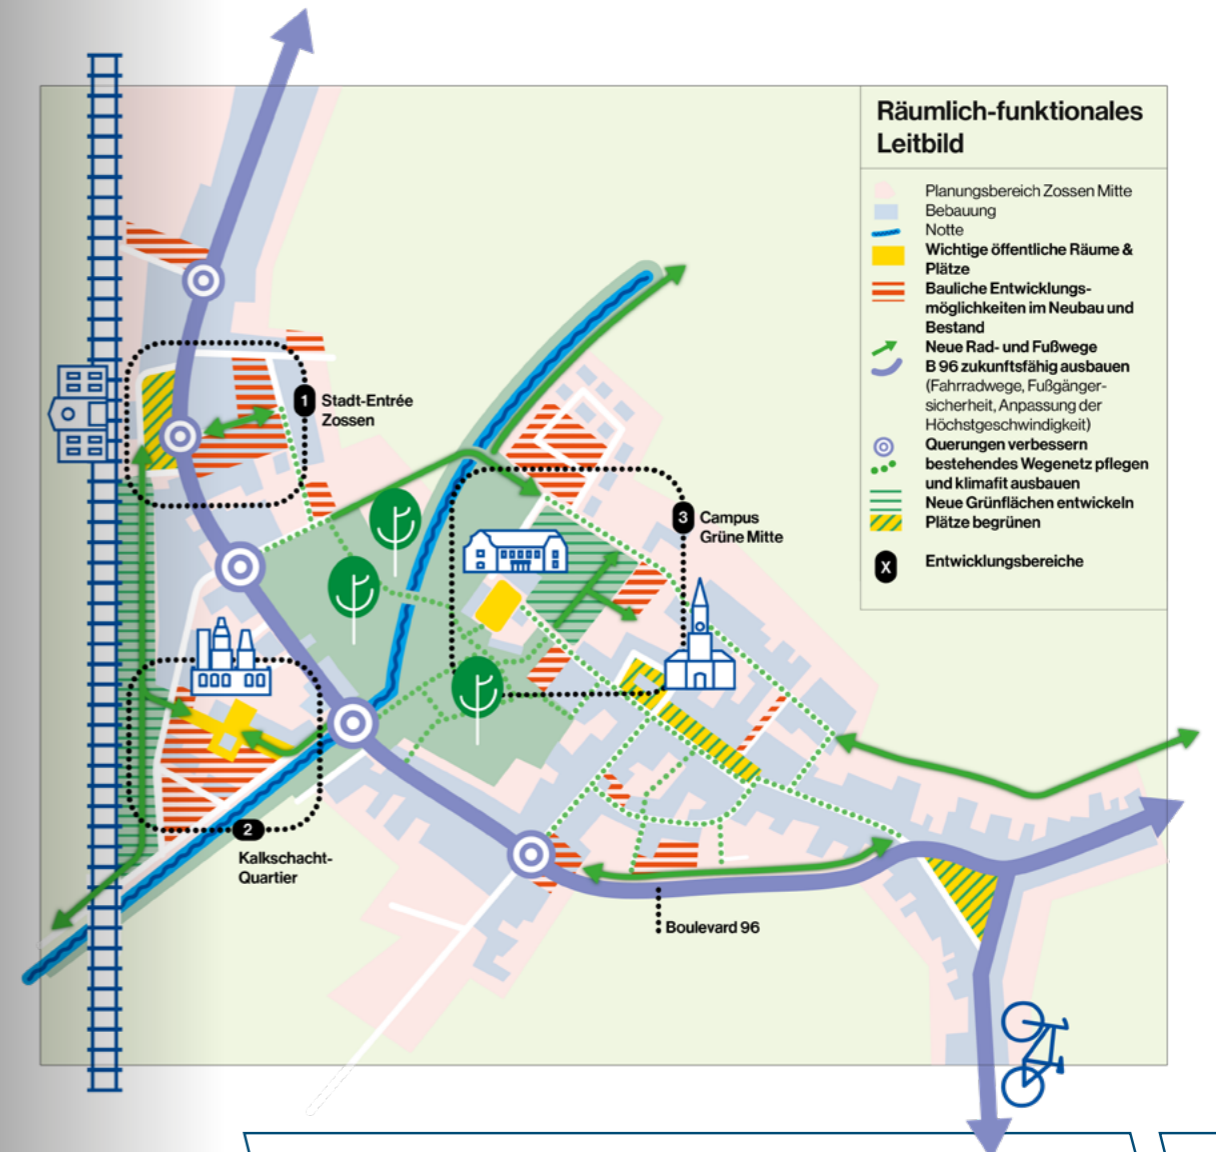 Räumlich-funktionales
Leitbild
Planungsbereich Zossen Mitte
Bebauung
Notte
Wichtige öffentliche Räume &
Plätze
Bauliche Entwicklungs-
möglichkeiten im Neubau und
Bestand
Neue Rad- und Fußwege
B 96 zukunftsfähig ausbauen
(Fahrradwege, Fußgänger-
sicherheit, Anpassung der
Höchstgeschwindigkeit)
Querungen verbessern
bestehendes Wegenetz pflegen
und klimafit ausbauen
Neue Grünflächen entwickeln
Plätze begrünen
X Entwicklungsbereiche
1 Stadt-Entrée
Zossen
3 Campus
Grüne Mitte
2
Kalkschacht-
Quartier
Boulevard 96